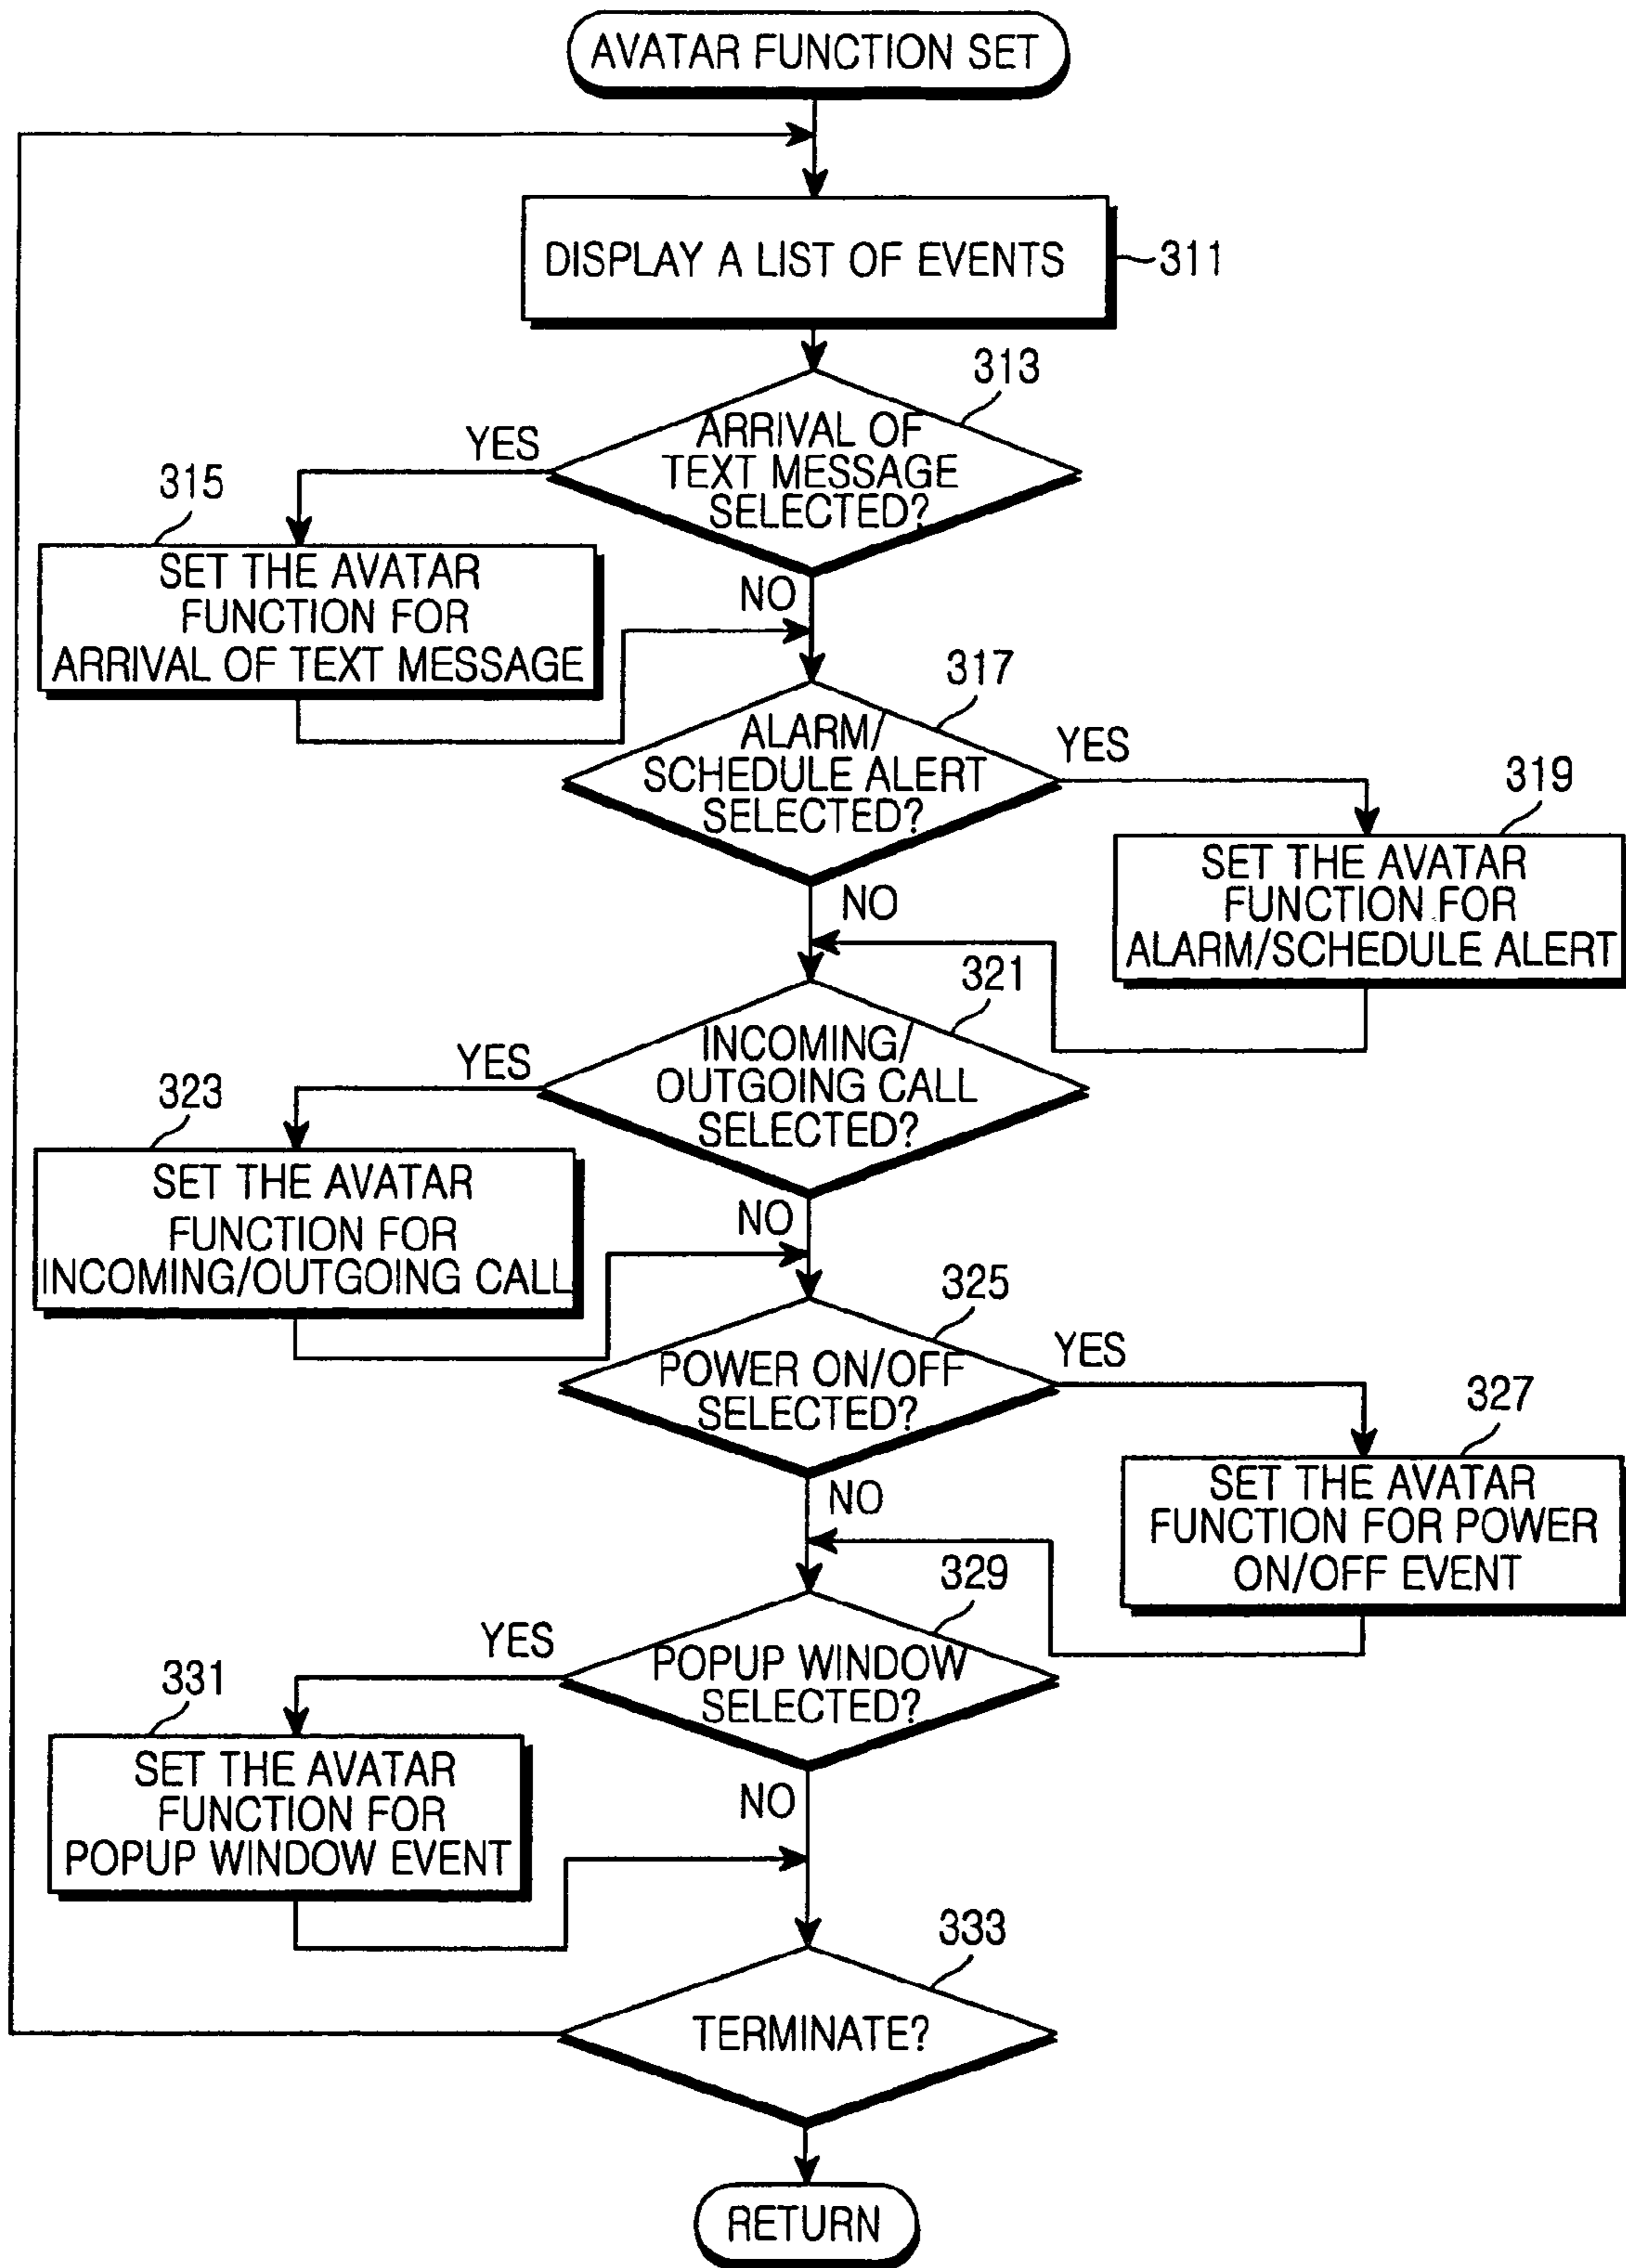 AVATAR FUNCTION SET
DISPLAY A LIST OF EVENTS
311
313
ARRIVAL OF
TEXT MESSAGE
SELECTED?
YES
315
SET THE AVATAR
FUNCTION FOR
ARRIVAL OF TEXT MESSAGE
NO
317
ALARM/
SCHEDULE ALERT
SELECTED?
YES
319
SET THE AVATAR
FUNCTION FOR
ALARM/SCHEDULE ALERT
NO
321
INCOMING/
OUTGOING CALL
SELECTED?
YES
323
SET THE AVATAR
FUNCTION FOR
INCOMING/OUTGOING CALL
NO
325
POWER ON/OFF
SELECTED?
YES
327
SET THE AVATAR
FUNCTION FOR POWER
ON/OFF EVENT
NO
329
POPUP WINDOW
SELECTED?
YES
331
SET THE AVATAR
FUNCTION FOR
POPUP WINDOW EVENT
NO
333
TERMINATE?
RETURN